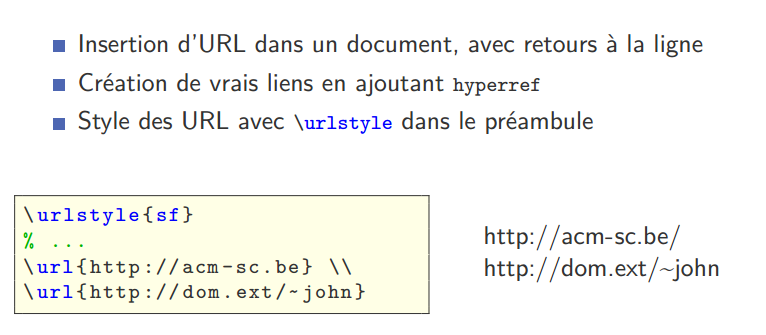 Insertion d'URL dans un document, avec retours à la ligne
Création de vrais liens en ajoutant hyperref
Style des URL avec \urlstyle dans le préambule
\urlstyle{sf}
% ...
\url{http://acm-sc.be} \\
\url{http://dom.ext/~john}
http://acm-sc.be/
http://dom.ext/~john